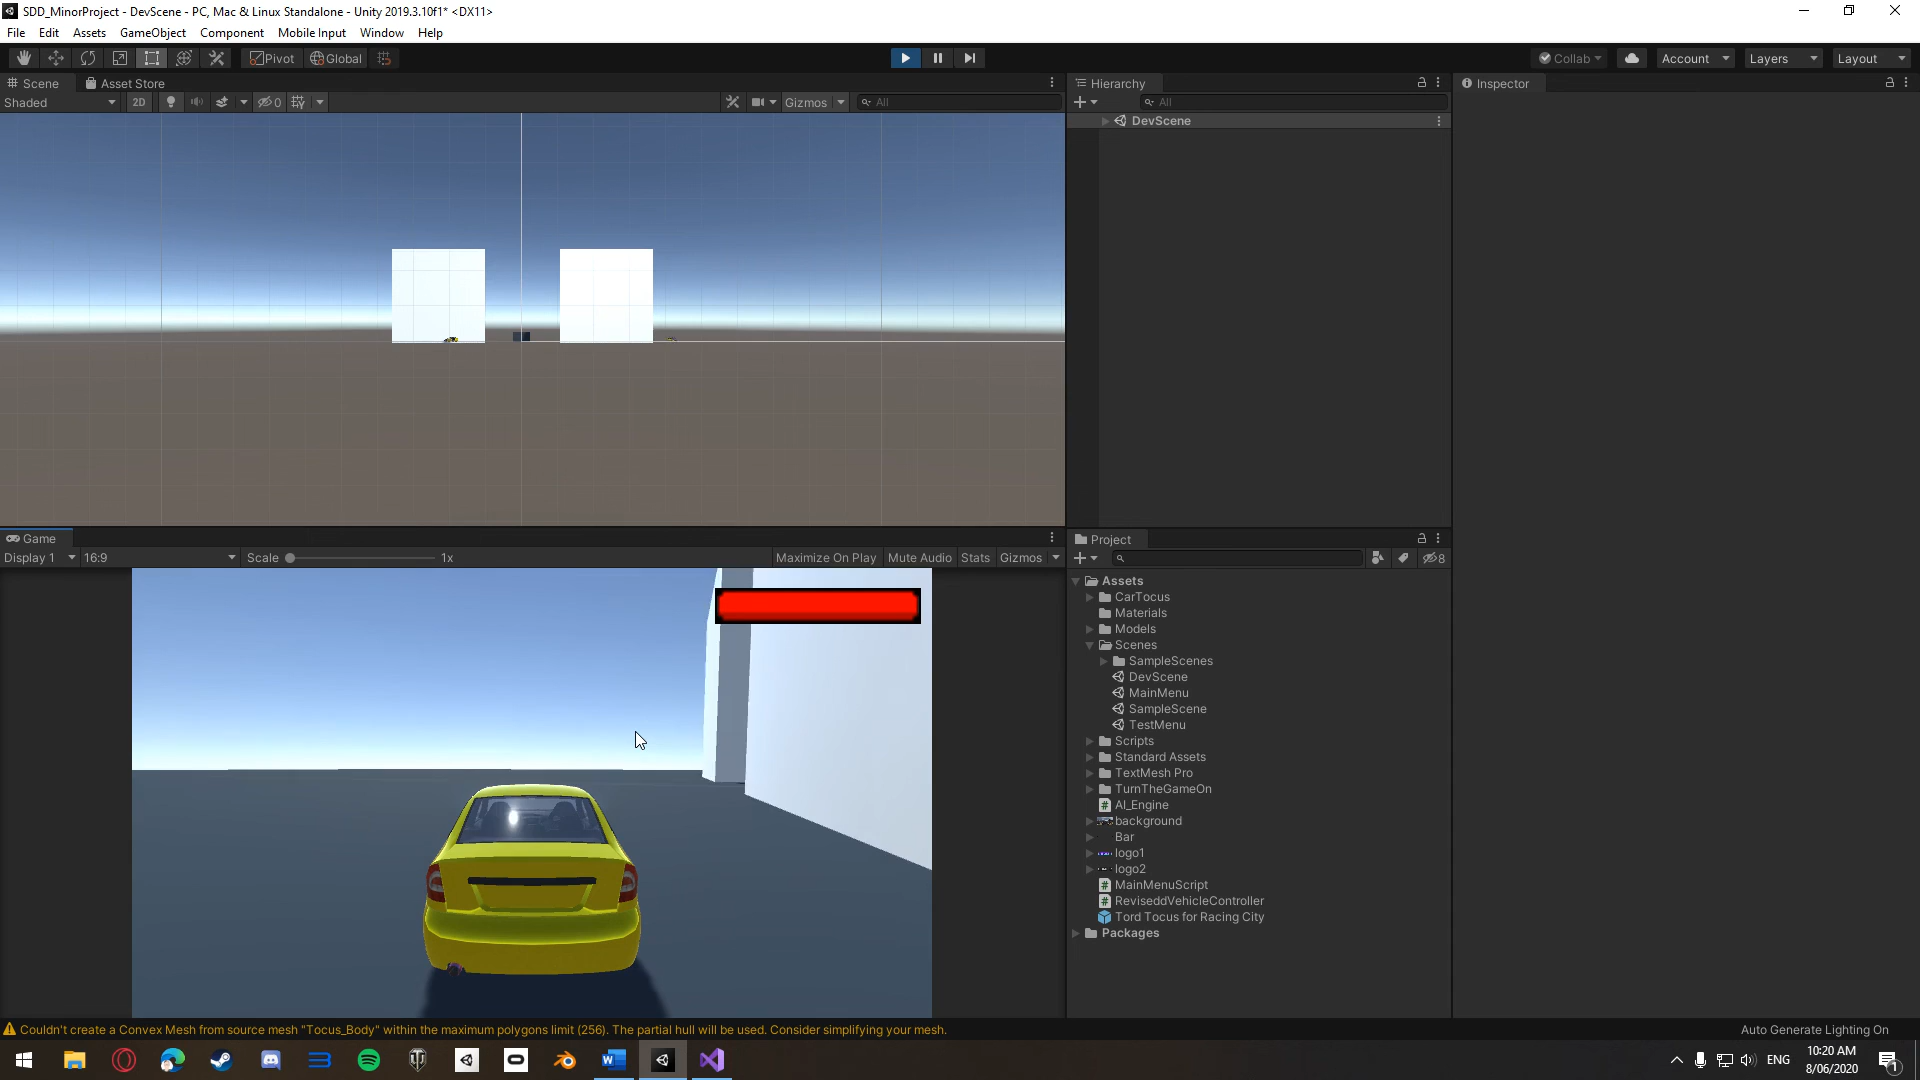 SDD_MinorProject - DevScene - PC, Mac & Linux Standalone - Unity 2019.3.10f1* <DX11>
File Edit Assets GameObject Component Mobile Input Window Help
Pivot Global Collab Account Layers Layout
Scene Asset Store
Shaded 2D 0 Gizmos All
Hierarchy
All
DevScene
Inspector
Game
Display 1 16:9 Scale 1x Maximize On Play Mute Audio Stats Gizmos
Project
8
Assets
CarTocus
Materials
Models
Scenes
SampleScenes
DevScene
MainMenu
SampleScene
TestMenu
Scripts
Standard Assets
TextMesh Pro
TurnTheGameOn
AI_Engine
background
Bar
logo1
logo2
MainMenuScript
ReviseddVehicleController
Tord Tocus for Racing City
Packages
Couldn't create a Convex Mesh from source mesh "Tocus_Body" within the maximum polygons limit (256). The partial hull will be used. Consider simplifying your mesh.
Auto Generate Lighting On
ENG
10:20 AM
8/06/2020
1